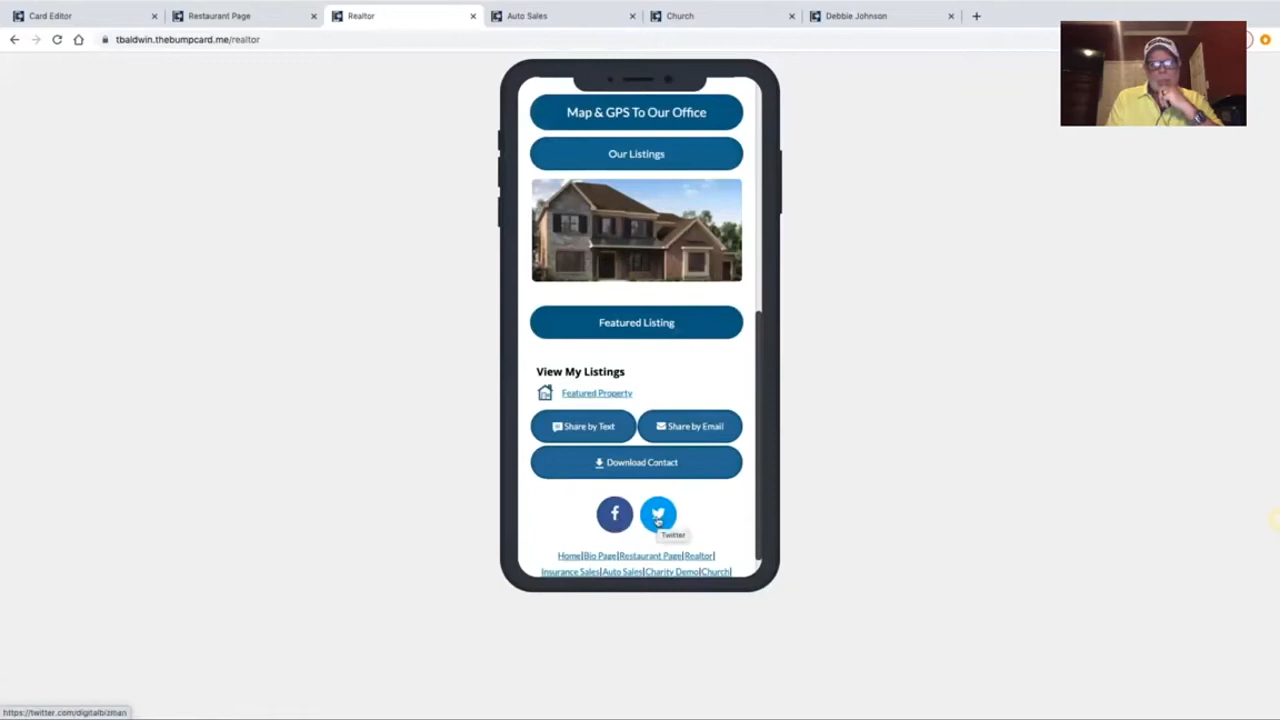 Card Editor
Restaurant Page
Realtor
Auto Sales
Church
Debbie Johnson
tbaldwin.thebumpcard.me/realtor
Map & GPS To Our Office
Our Listings
Featured Listing
View My Listings
Featured Property
Share by Text
Share by Email
Download Contact
Twitter
Home|Bio Page|Restaurant Page|Realtor|
Insurance Sales|Auto Sales|Charity Demo|Church|
https://twitter.com/digitalbizman